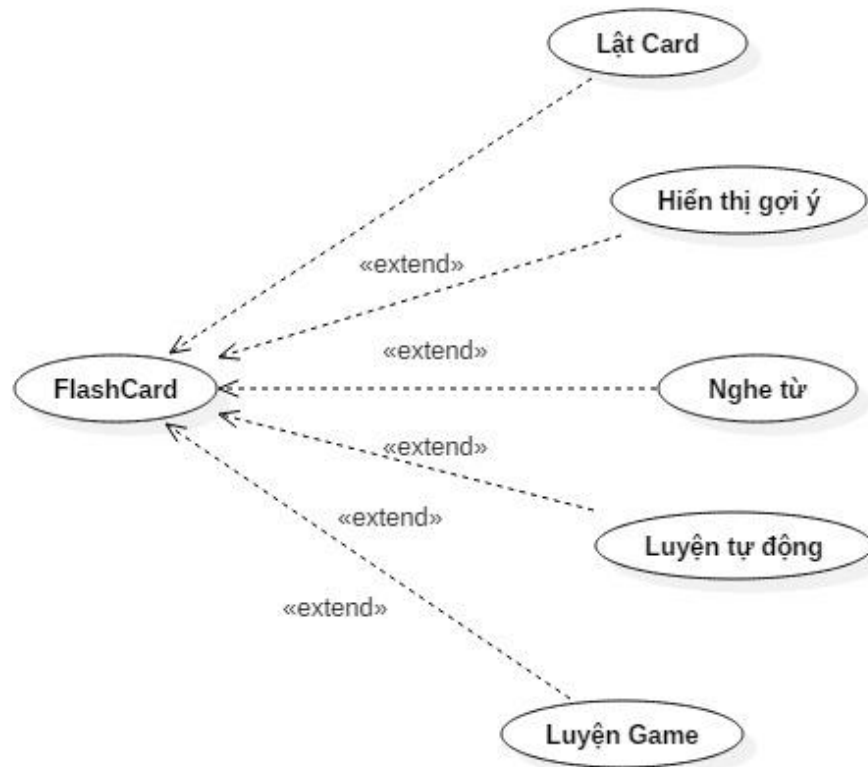 Lật Card
Hiển thị gợi ý
«extend»
«extend»
FlashCard
Nghe từ
«extend»
«extend»
Luyện tự động
«extend»
Luyện Game